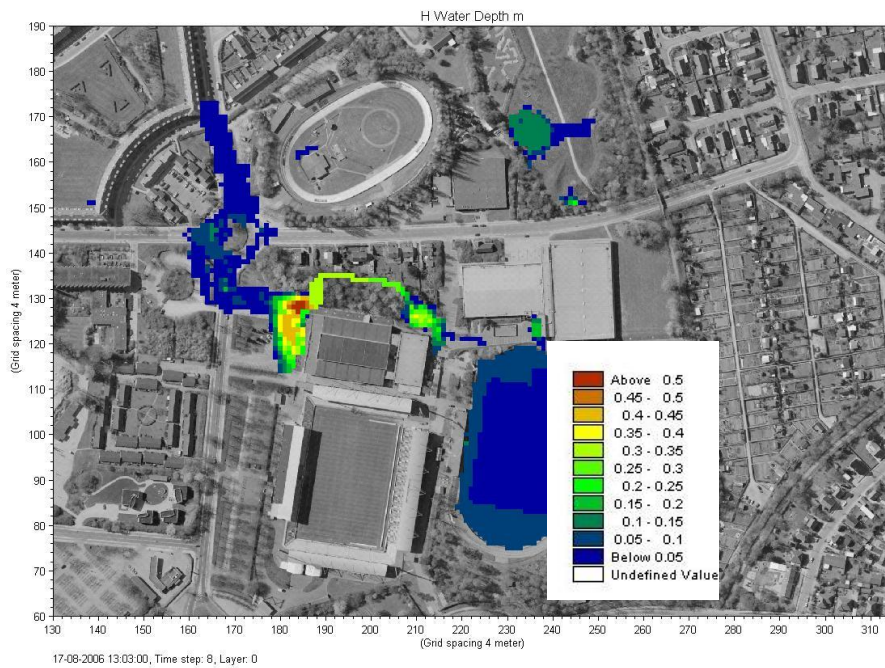 H Water Depth m
190
180
170
160
150
140
130
120
110
100
90
80
70
60
(Grid spacing 4 meter)
Above 0.5
0.45 - 0.5
0.4 - 0.45
0.35 - 0.4
0.3 - 0.35
0.25 - 0.3
0.2 - 0.25
0.15 - 0.2
0.1 - 0.15
0.05 - 0.1
Below 0.05
Undefined Value
130 140 150 160 170 180 190 200 210 220 230 240 250 260 270 280 290 300 310
(Grid spacing 4 meter)
17-08-2006 13:03:00, Time step: 8, Layer: 0